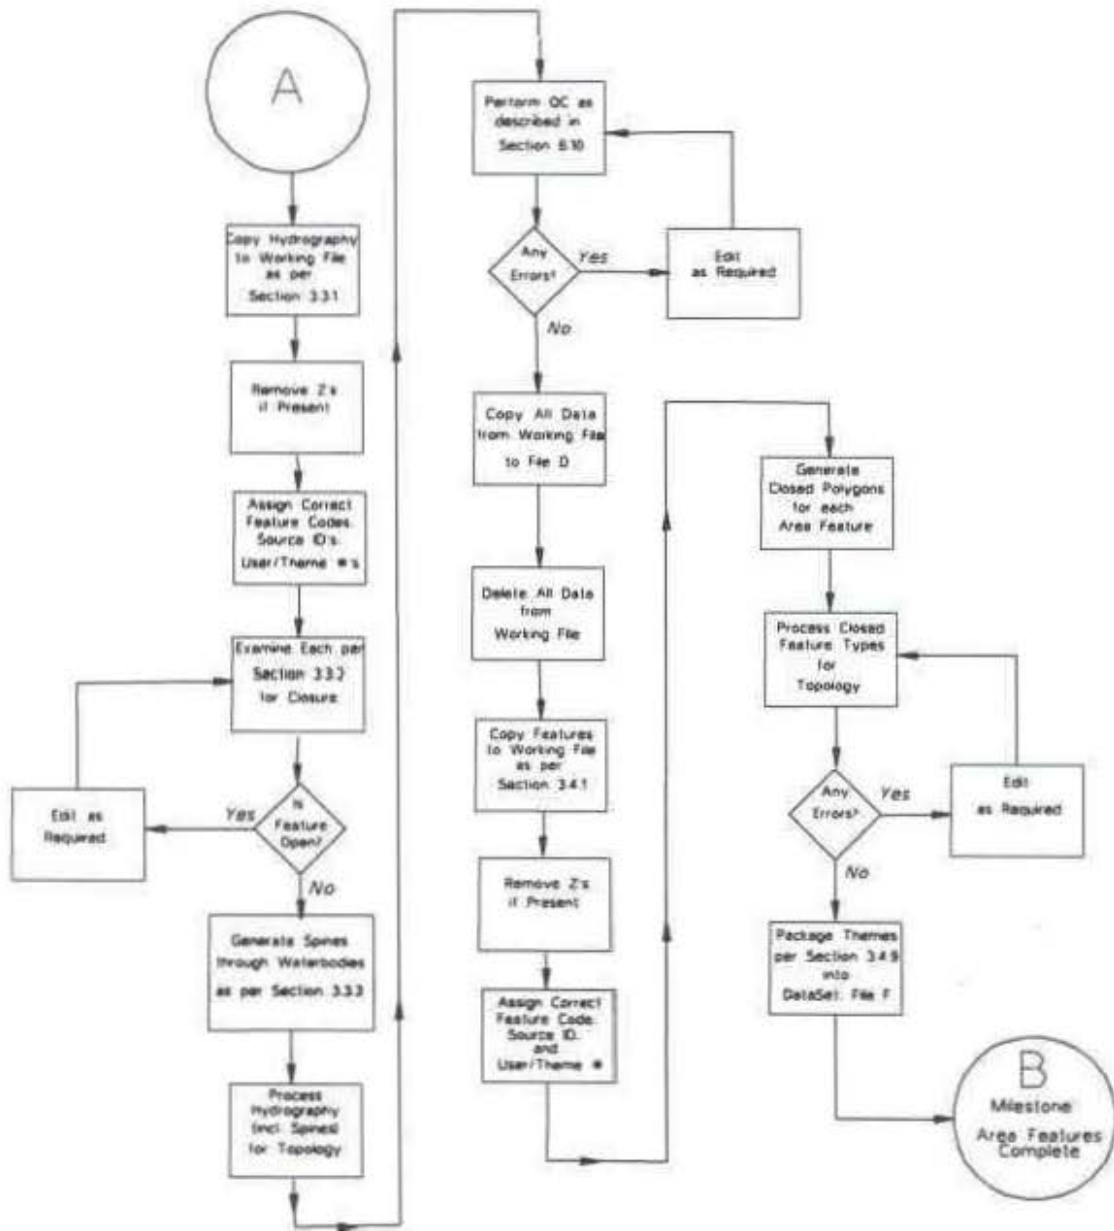 A
Copy Hydrography
to Working File
as per
Section 3.3.1
Remove Z's
if Present
Assign Correct
Feature Codes.
Source ID's.
User/Theme #'s
Examine Each per
Section 3.3.2
for Closure
Is
Feature
Open?
Yes
Edit as
Required
No
Generate Spines
through Waterbodies
as per Section 3.3.3
Process
Hydrography
(incl. Spines)
for Topology
Perform QC as
described in
Section
Any
Errors?
Yes
Edit
as Required
No
Copy All Data
from Working File
to File D
Delete All Data
from
Working File
Copy Features
to Working File
as per
Section 3.4.1
Remove Z's
if Present
Assign Correct
Feature Code.
Source ID.
and
User/Theme #
Generate
Closed Polygons
for each
Area Feature
Process Closed
Feature Types
for
Topology
Any
Errors?
Yes
Edit
as Required
No
Package Themes
per Section 3.4.9
into
DataSet. File F
B
Milestone
Area Features
Complete